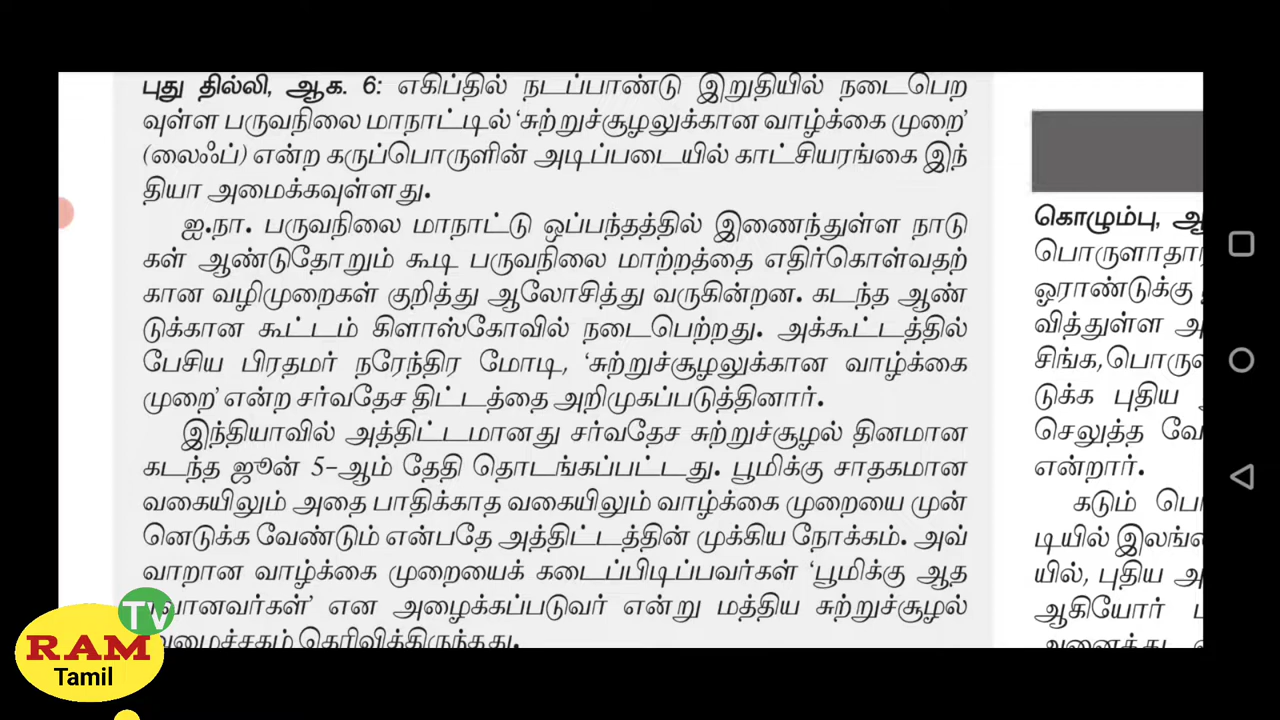 புது தில்லி, ஆக. 6: எகிப்தில் நடப்பாண்டு இறுதியில் நடைபெற
வுள்ள பருவநிலை மாநாட்டில் ‘சுற்றுச்சூழலுக்கான வாழ்க்கை முறை’
(லைஃப்) என்ற கருப்பொருளின் அடிப்படையில் காட்சியரங்கை இந்
தியா அமைக்கவுள்ளது.
ஐ.நா. பருவநிலை மாநாட்டு ஒப்பந்தத்தில் இணைந்துள்ள நாடு
கள் ஆண்டுதோறும் கூடி பருவநிலை மாற்றத்தை எதிர்கொள்வதற்
கான வழிமுறைகள் குறித்து ஆலோசித்து வருகின்றன. கடந்த ஆண்
டுக்கான கூட்டம் கிளாஸ்கோவில் நடைபெற்றது. அக்கூட்டத்தில்
பேசிய பிரதமர் நரேந்திர மோடி, ‘சுற்றுச்சூழலுக்கான வாழ்க்கை
முறை’ என்ற சர்வதேச திட்டத்தை அறிமுகப்படுத்தினார்.
இந்தியாவில் அத்திட்டமானது சர்வதேச சுற்றுச்சூழல் தினமான
கடந்த ஜூன் 5-ஆம் தேதி தொடங்கப்பட்டது. பூமிக்கு சாதகமான
வகையிலும் அதை பாதிக்காத வகையிலும் வாழ்க்கை முறையை முன்
னெடுக்க வேண்டும் என்பதே அத்திட்டத்தின் முக்கிய நோக்கம். அவ்
வாறான வாழ்க்கை முறையைக் கடைப்பிடிப்பவர்கள் ‘பூமிக்கு ஆத
வானவர்கள்’ என அழைக்கப்படுவர் என்று மத்திய சுற்றுச்சூழல்
அமைச்சகம் தெரிவித்திருந்தது.
கொழும்பு, ஆ
பொருளாதார
ஓராண்டுக்கு
வித்துள்ள அ
சிங்க, பொரு
டுக்க புதிய
செலுத்த வே
என்றார்.
கடும் பொ
டியில் இலங்
யில், புதிய அ
ஆகியோர் ப
அனைத்து
TV
RAM
Tamil